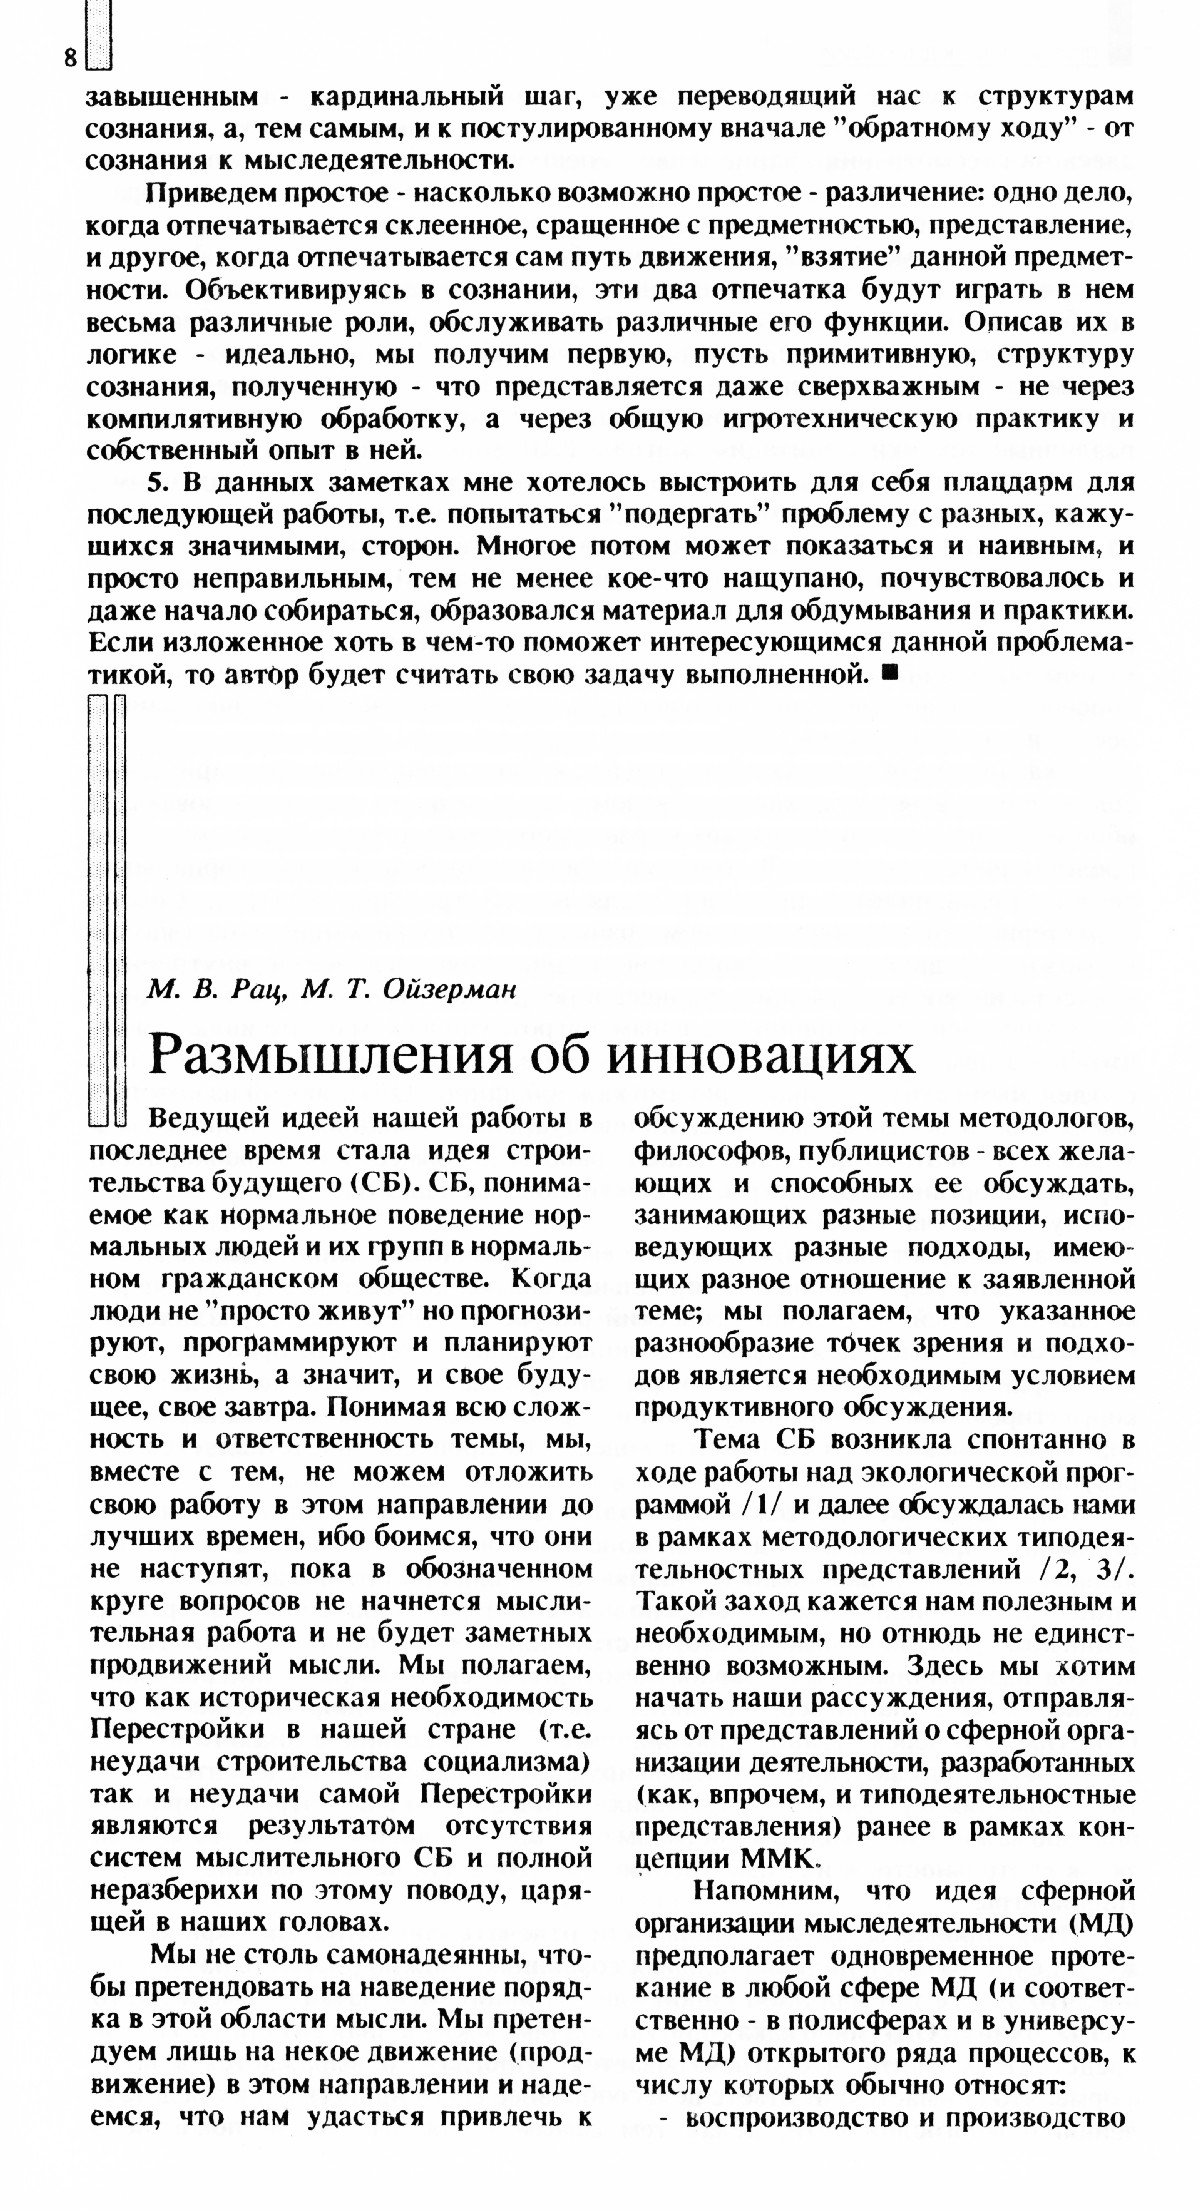 8
завышенным - кардинальный шаг, уже переводящий нас к структурам
сознания, а, тем самым, и к постулированному вначале ”обратному ходу” - от
сознания к мыследеятельности.
Приведем простое - насколько возможно простое - различение: одно дело,
когда отпечатывается склеенное, сращенное с предметностью, представление,
и другое, когда отпечатывается сам путь движения, ”взятие” данной предмет-
ности. Объективируясь в сознании, эти два отпечатка будут играть в нем
весьма различные роли, обслуживать различные его функции. Описав их в
логике - идеально, мы получим первую, пусть примитивную, структуру
сознания, полученную - что представляется даже сверхважным - не через
компилятивную обработку, а через общую игротехническую практику и
собственный опыт в ней.
5. В данных заметках мне хотелось выстроить для себя плацдарм для
последующей работы, т.е. попытаться ”подергать” проблему с разных, кажу-
шихся значимыми, сторон. Многое потом может показаться и наивным, и
просто неправильным, тем не менее кое-что нащупано, почувствовалось и
даже начало собираться, образовался материал для обдумывания и практики.
Если изложенное хоть в чем-то поможет интересующимся данной проблема-
тикой, то автор будет считать свою задачу выполненной. ■
М. В. Рац, М. Т. Ойзерман
Размышления об инновациях
Ведущей идеей нашей работы в
последнее время стала идея строи-
тельства будущего (СБ). СБ, понима-
емое как нормальное поведение нор-
мальных людей и их групп в нормаль-
ном гражданском обществе. Когда
люди не ”просто живут” но прогнози-
руют, программируют и планируют
свою жизнь, а значит, и свое буду-
щее, свое завтра. Понимая всю слож-
ность и ответственность темы, мы,
вместе с тем, не можем отложить
свою работу в этом направлении до
лучших времен, ибо боимся, что они
не наступят, пока в обозначенном
круге вопросов не начнется мысли-
тельная работа и не будет заметных
продвижений мысли. Мы полагаем,
что как историческая необходимость
Перестройки в нашей стране (т.е.
неудачи строительства социализма)
так и неудачи самой Перестройки
являются результатом отсутствия
систем мыслительного СБ и полной
неразберихи по этому поводу, царя-
щей в наших головах.
Мы не столь самонадеянны, что-
бы претендовать на наведение поряд-
ка в этой области мысли. Мы претен-
дуем лишь на некое движение (прод-
вижение) в этом направлении и наде-
емся, что нам удасться привлечь к
обсуждению этой темы методологов,
философов, публицистов - всех жела-
ющих и способных ее обсуждать,
занимающих разные позиции, испо-
ведующих разные подходы, имею-
щих разное отношение к заявленной
теме; мы полагаем, что указанное
разнообразие точек зрения и подхо-
дов является необходимым условием
продуктивного обсуждения.
Тема СБ возникла спонтанно в
ходе работы над экологической прог-
раммой /1/ и далее обсуждалась нами
в рамках методологических типодея-
тельностных представлений /2, 3/.
Такой заход кажется нам полезным и
необходимым, но отнюдь не единст-
венно возможным. Здесь мы хотим
начать наши рассуждения, отправля-
ясь от представлений о сферной орга-
низации деятельности, разработанных
(как, впрочем, и типодеятельностные
представления) ранее в рамках кон-
цепции ММК.
Напомним, что идея сферной
организации мыследеятельности (МД)
предполагает одновременное проте-
кание в любой сфере МД (и соответ-
ственно - в полисферах и в универсу-
ме МД) открытого ряда процессов, к
числу которых обычно относят:
- воспроизводство и производство